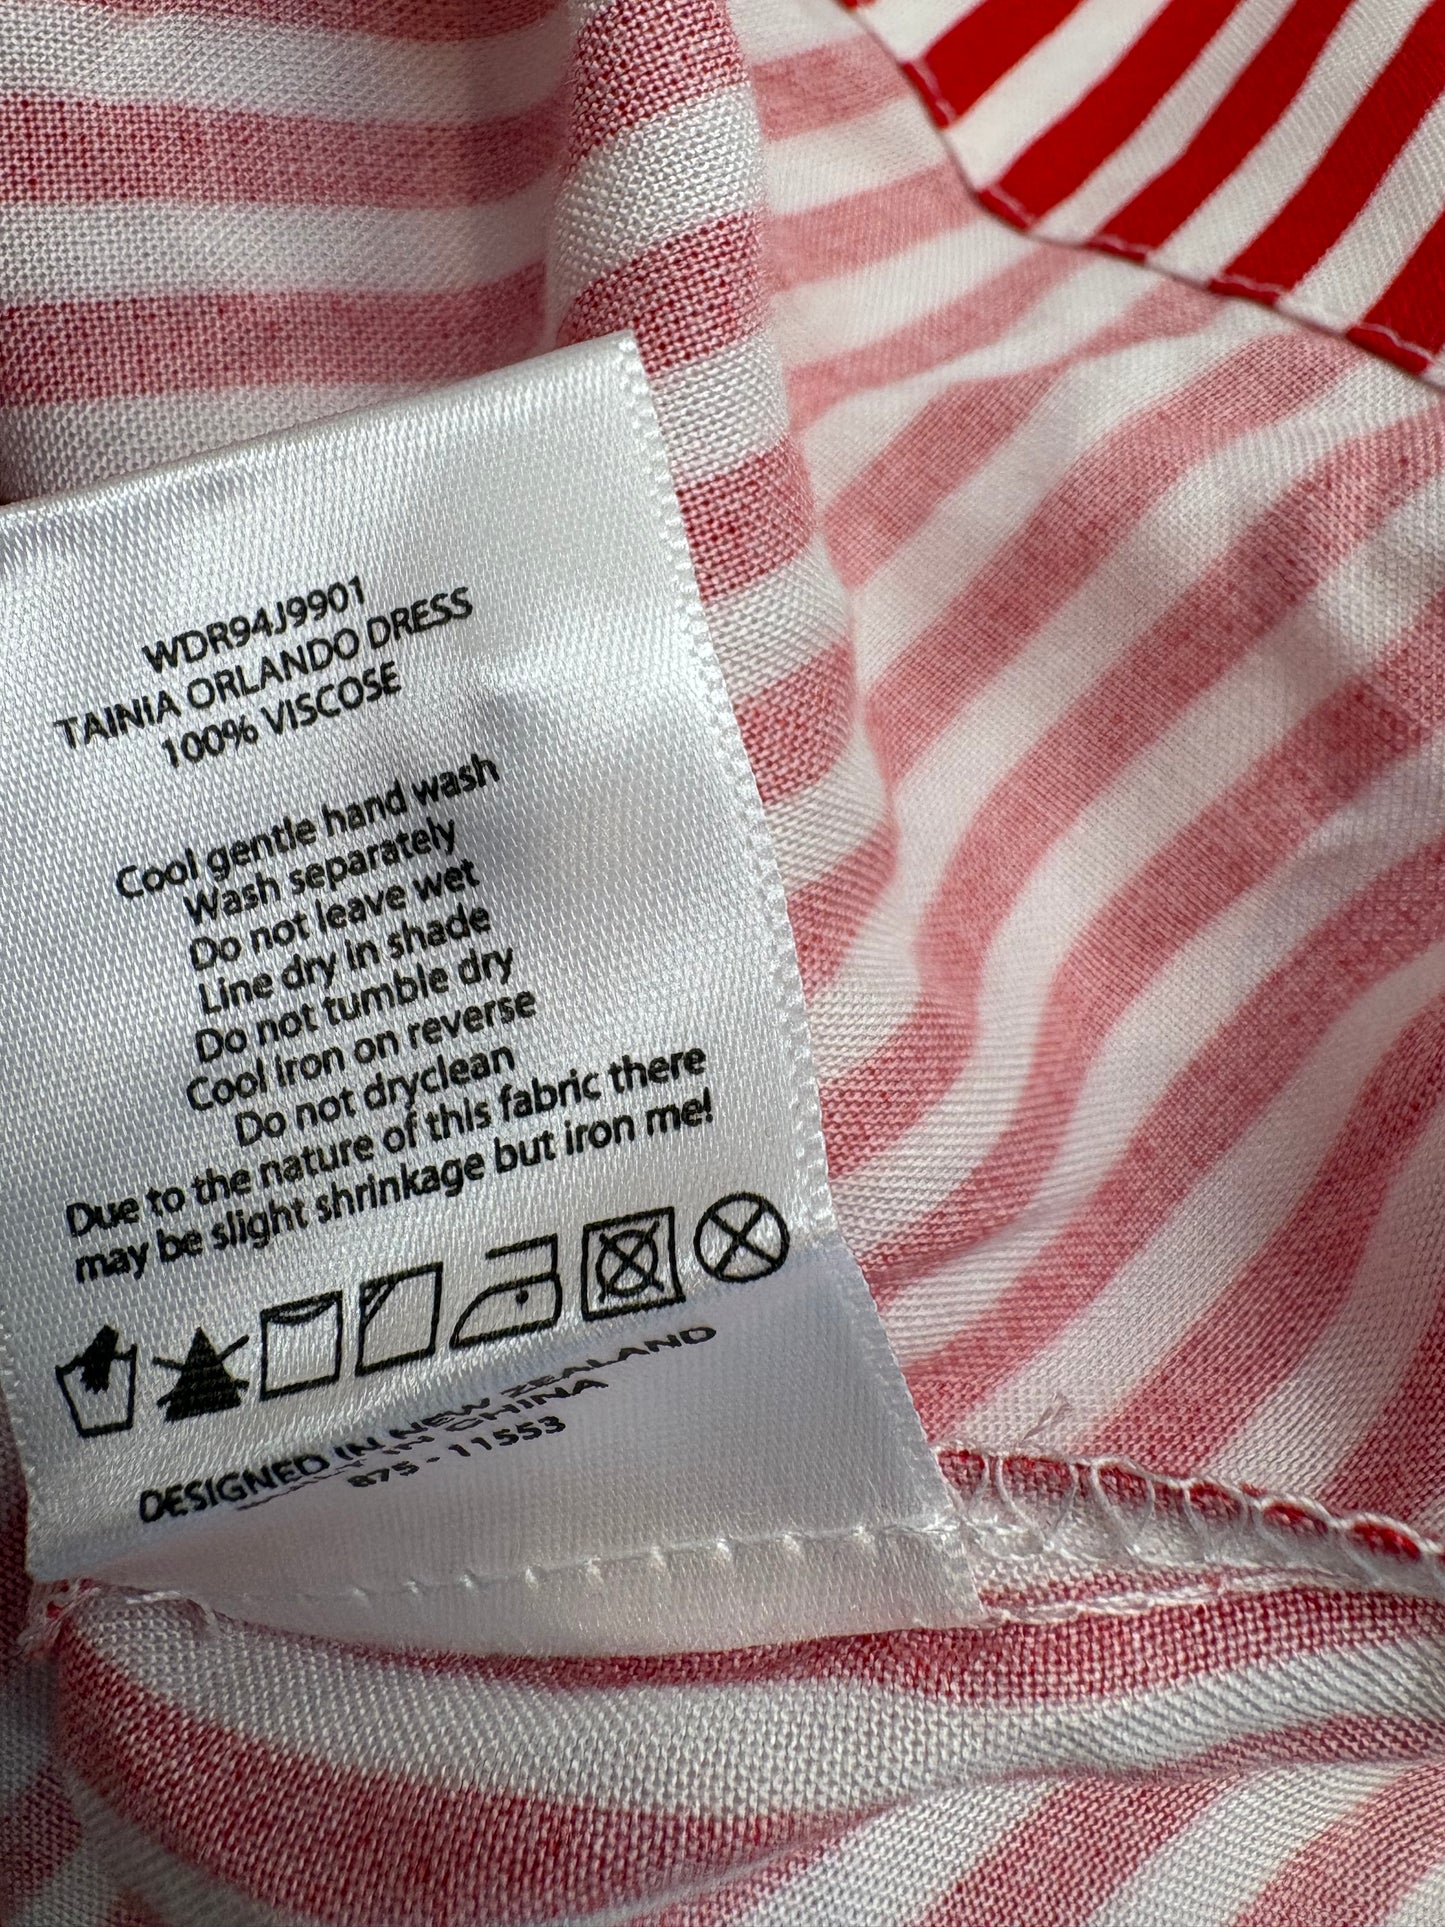 WDR94J9901
TAINIA ORLANDO DRESS
100% VISCOSE
Cool gentle hand wash
Wash separately
Do not leave wet
Line dry in shade
Do not tumble dry
Cool iron on reverse
Do not dryclean
Due to the nature of this fabric there
may be slight shrinkage but iron me!
DESIGNED IN NEW ZEALAND
IN CHINA
875 - 11553